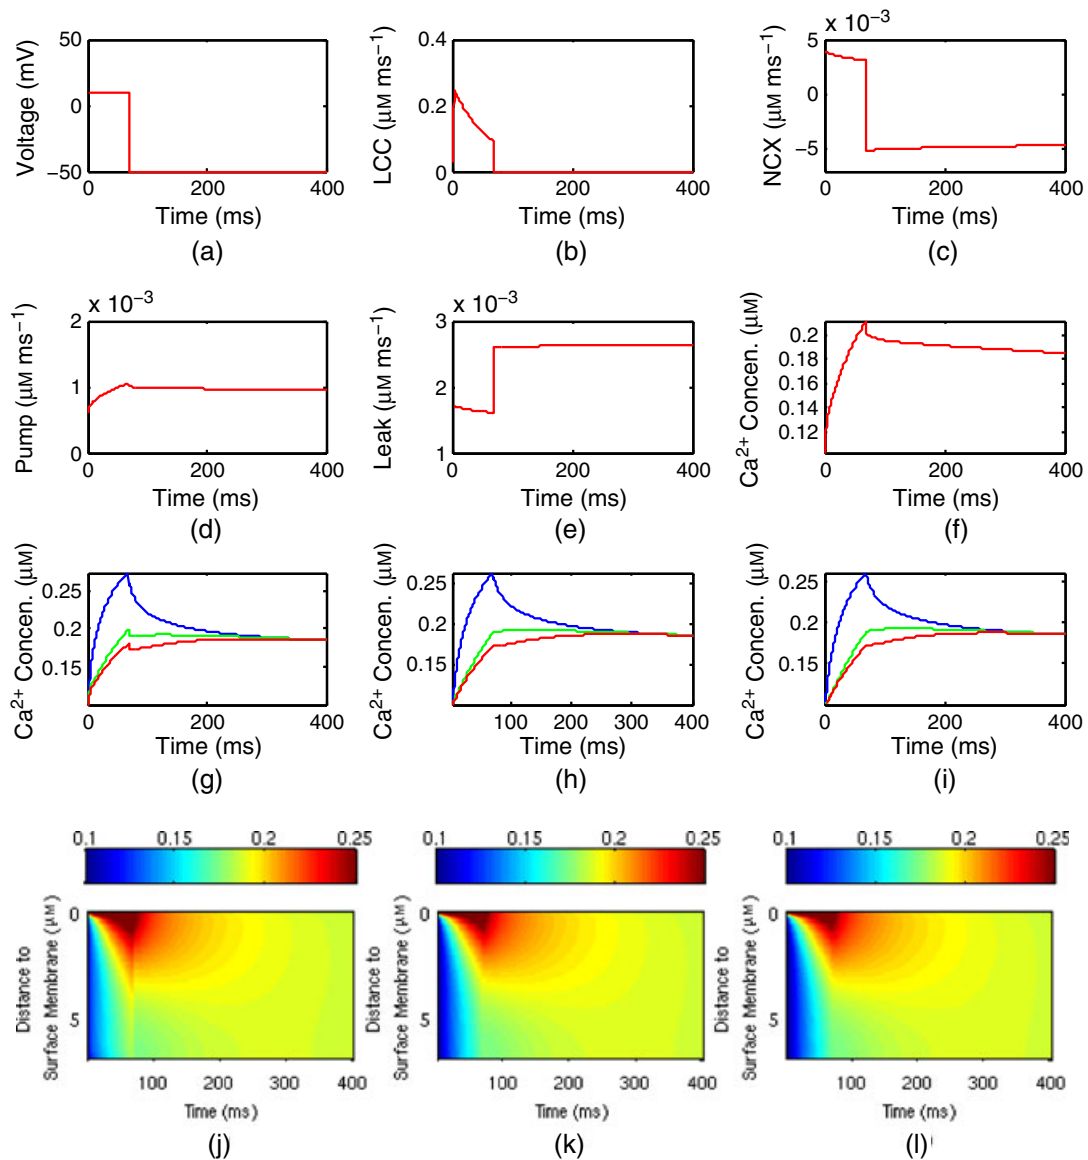 Voltage (mV)
50
0
−50
0 200 400
Time (ms)
(a)
LCC (μM ms−1)
0.4
0.2
0
0 200 400
Time (ms)
(b)
NCX (μM ms−1)
x 10−3
5
0
−5
0 200 400
Time (ms)
(c)
Pump (μM ms−1)
x 10−3
2
1
0
0 200 400
Time (ms)
(d)
Leak (μM ms−1)
x 10−3
3
2
1
0 200 400
Time (ms)
(e)
Ca2+ Concen. (μM)
0.2
0.18
0.16
0.14
0.12
0 200 400
Time (ms)
(f)
Ca2+ Concen. (μM)
0.25
0.2
0.15
0 200 400
Time (ms)
(g)
Ca2+ Concen. (μM)
0.25
0.2
0.15
100 200 300 400
Time (ms)
(h)
Ca2+ Concen. (μM)
0.25
0.2
0.15
0 200 400
Time (ms)
(i)
0.1 0.15 0.2 0.25
Distance to
Surface Membrane (μM)
0
5
100 200 300 400
Time (ms)
(j)
0.1 0.15 0.2 0.25
Distance to
Surface Membrane (μM)
0
5
100 200 300 400
Time (ms)
(k)
0.1 0.15 0.2 0.25
Distance to
Surface Membrane (μM)
0
5
100 200 300 400
Time (ms)
(l)